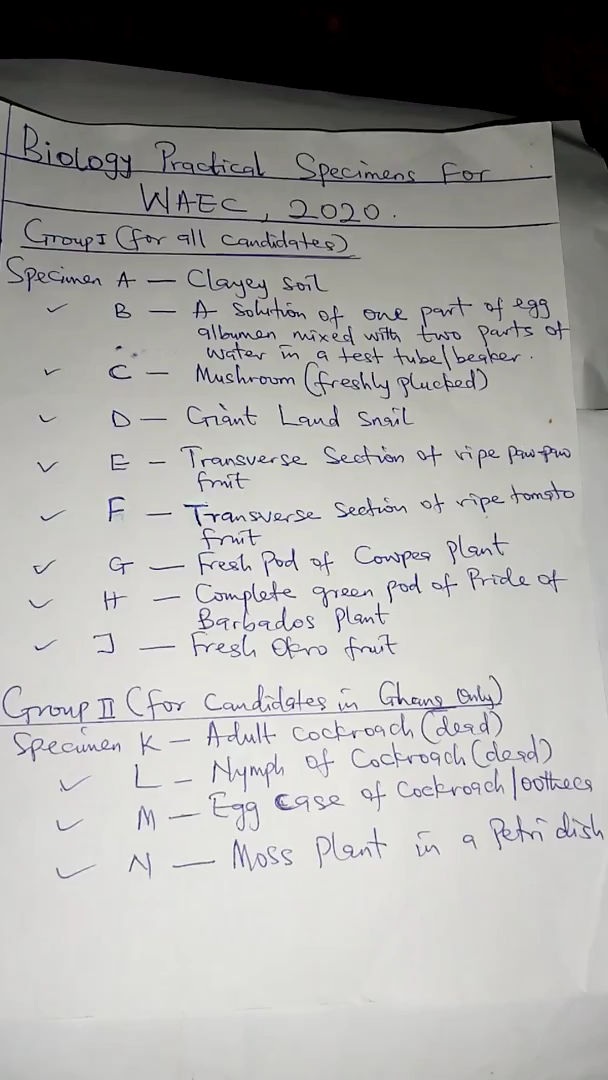 Biology Practical Specimens For
WAEC, 2020.
Group I (for all candidates)
Specimen A — Clayey soil
✓ B — A solution of one part of egg
albumen mixed with two parts of
water in a test tube/beaker.
✓ C — Mushroom (freshly plucked)
✓ D — Giant Land Snail
✓ E — Transverse Section of ripe paw-paw
fruit
✓ F — Transverse section of ripe tomato
fruit
✓ G — Fresh Pod of Cowpea plant
✓ H — Complete green pod of Pride of
Barbados plant
✓ J — Fresh Okro fruit
Group II (for candidates in Ghana only)
Specimen K — Adult cockroach (dead)
✓ L — Nymph of Cockroach (dead)
✓ M — Egg case of Cockroach/ootheca
✓ N — Moss plant in a Petri dish